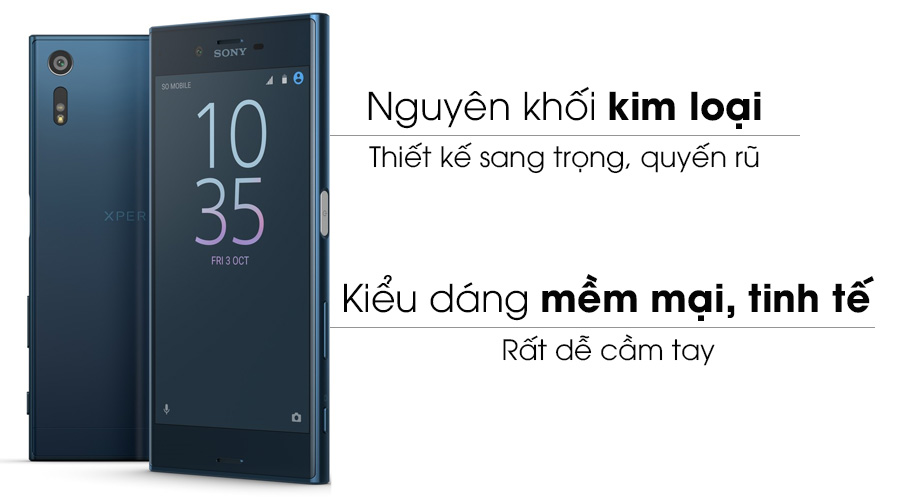 SONY
SO MOBILE
10
35
FRI 3 OCT
XPER
Nguyên khối kim loại
Thiết kế sang trọng, quyến rũ
Kiểu dáng mềm mại, tinh tế
Rất dễ cầm tay